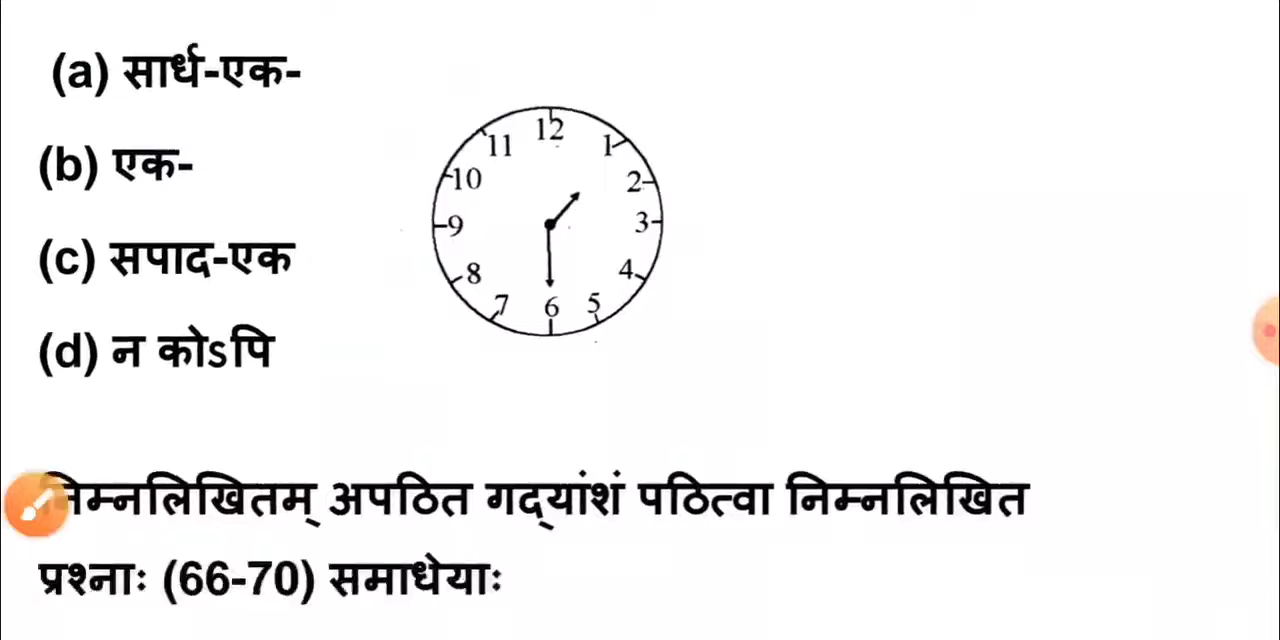 (a) सार्ध-एक-
(b) एक-
(c) सपाद-एक
(d) न कोऽपि
12
11
1
10
2
9
3
8
4
7
6
5
निम्नलिखितम् अपठित गद्यांशं पठित्वा निम्नलिखित
प्रश्नाः (66-70) समाधेयाः